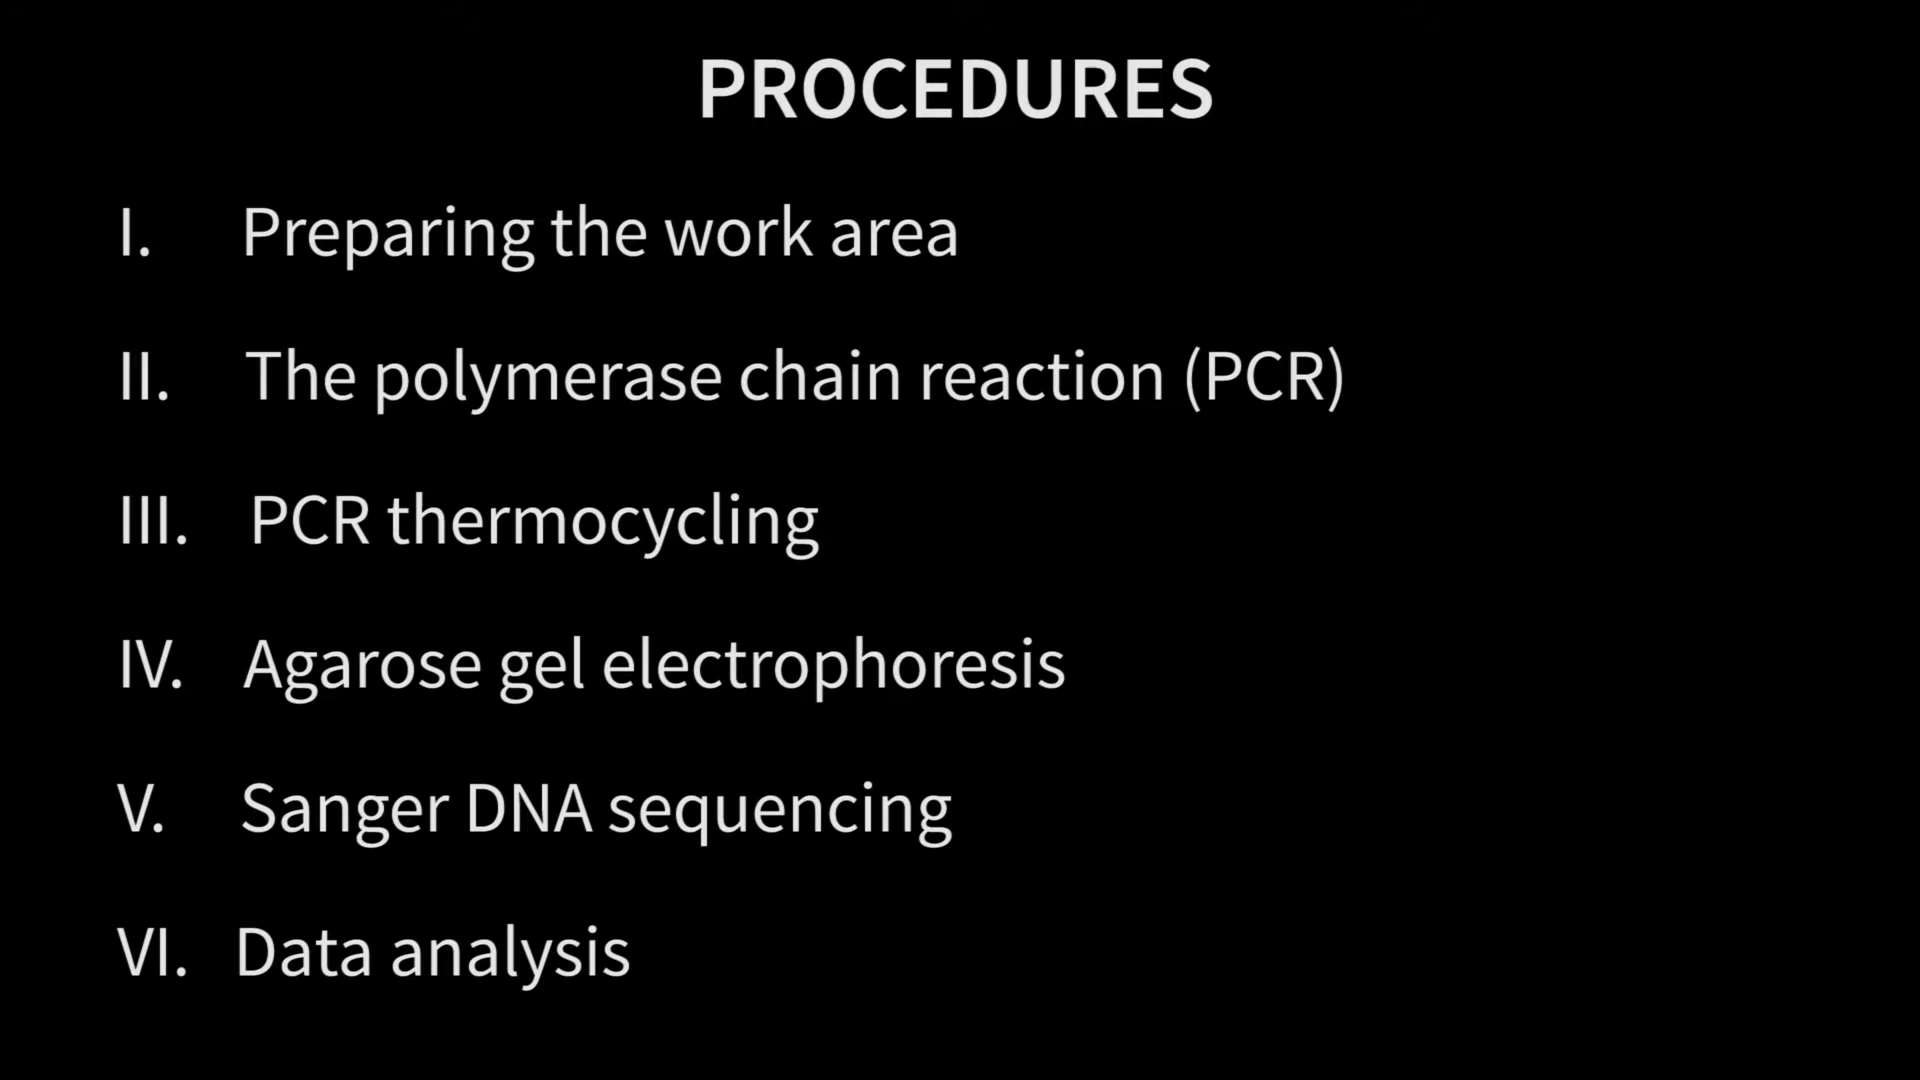 PROCEDURES
I. Preparing the work area
II. The polymerase chain reaction (PCR)
III. PCR thermocycling
IV. Agarose gel electrophoresis
V. Sanger DNA sequencing
VI. Data analysis